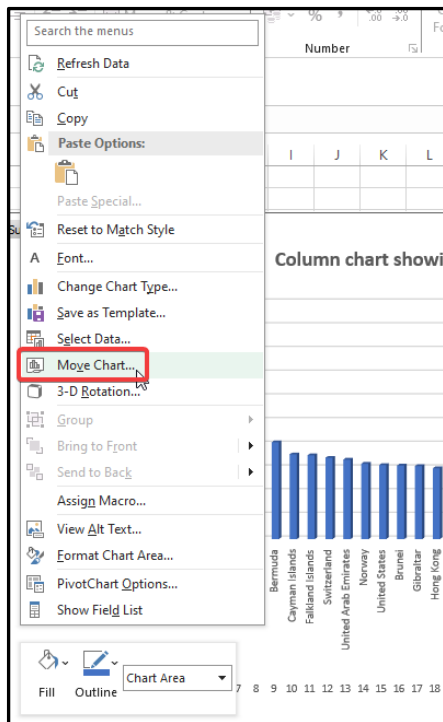 Search the menus
Refresh Data
Cut
Copy
Paste Options:
Paste Special...
Reset to Match Style
A Font...
Change Chart Type...
Save as Template...
Select Data...
Move Chart...
3-D Rotation...
Group
Bring to Front
Send to Back
Assign Macro...
View Alt Text...
Format Chart Area...
PivotChart Options...
Show Field List
Fill
Outline
Chart Area
%
.00
Number
I J K L
Su
Column chart showi
Bermuda
Cayman Islands
Falkland Islands
Switzerland
United Arab Emirates
Norway
United States
Brunei
Gibraltar
Hong Kong
7 8 9 10 11 12 13 14 15 16 17 18